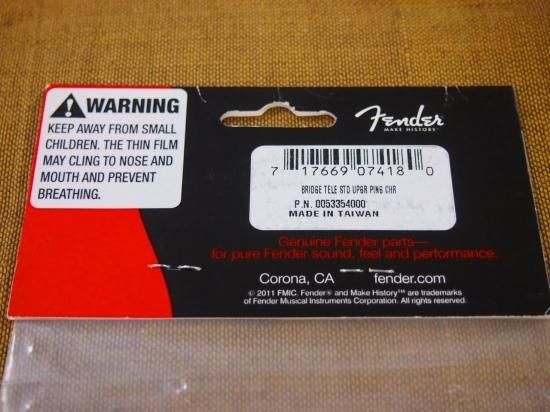 WARNING
KEEP AWAY FROM SMALL
CHILDREN. THE THIN FILM
MAY CLING TO NOSE AND
MOUTH AND PREVENT
BREATHING.
Fender
MAKE HISTORY™
7 17669 07418 0
BRIDGE TELE STD UPGR PING CHR
P.N. 0053354000
MADE IN TAIWAN
Genuine Fender parts—
for pure Fender sound, feel and performance.
Corona, CA fender.com
© 2011 FMIC. Fender® and Make History™ are trademarks
of Fender Musical Instruments Corporation. All rights reserved.